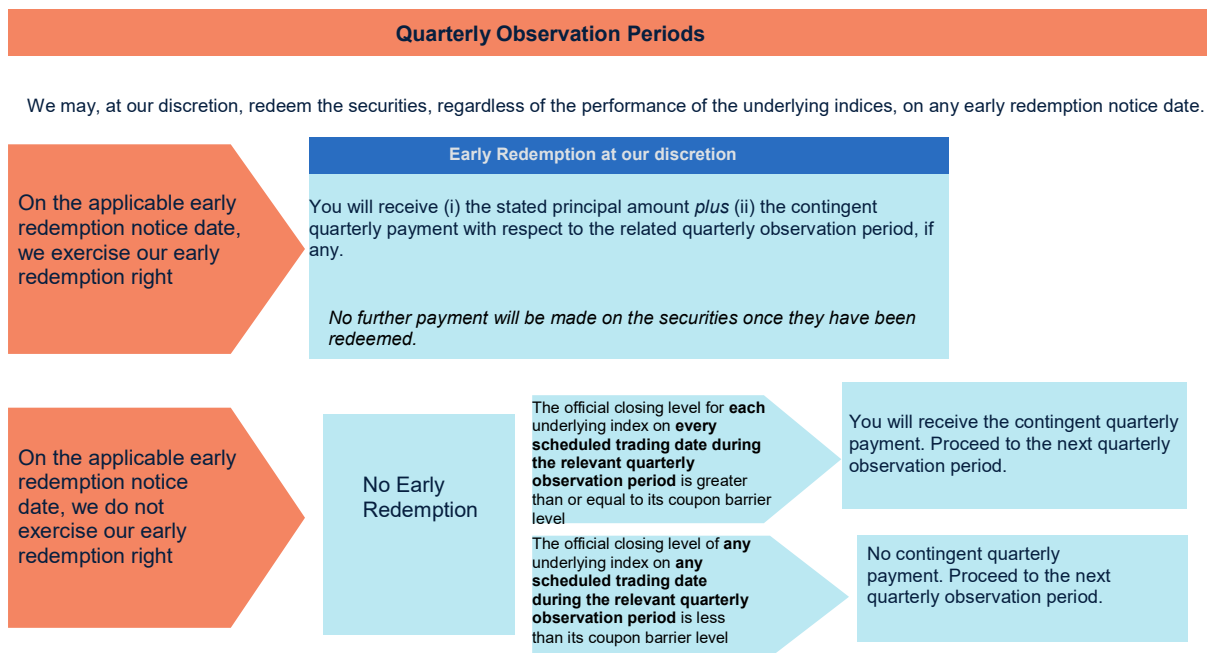 Quarterly Observation Periods
We may, at our discretion, redeem the securities, regardless of the performance of the underlying indices, on any early redemption notice date.
On the applicable early
redemption notice date,
we exercise our early
redemption right
Early Redemption at our discretion
You will receive (i) the stated principal amount plus (ii) the contingent
quarterly payment with respect to the related quarterly observation period, if
any.
No further payment will be made on the securities once they have been
redeemed.
On the applicable early
redemption notice
date, we do not
exercise our early
redemption right
No Early
Redemption
The official closing level for each
underlying index on every
scheduled trading date during
the relevant quarterly
observation period is greater
than or equal to its coupon barrier
level
You will receive the contingent quarterly
payment. Proceed to the next quarterly
observation period.
The official closing level of any
underlying index on any
scheduled trading date
during the relevant quarterly
observation period is less
than its coupon barrier level
No contingent quarterly
payment. Proceed to the next
quarterly observation period.